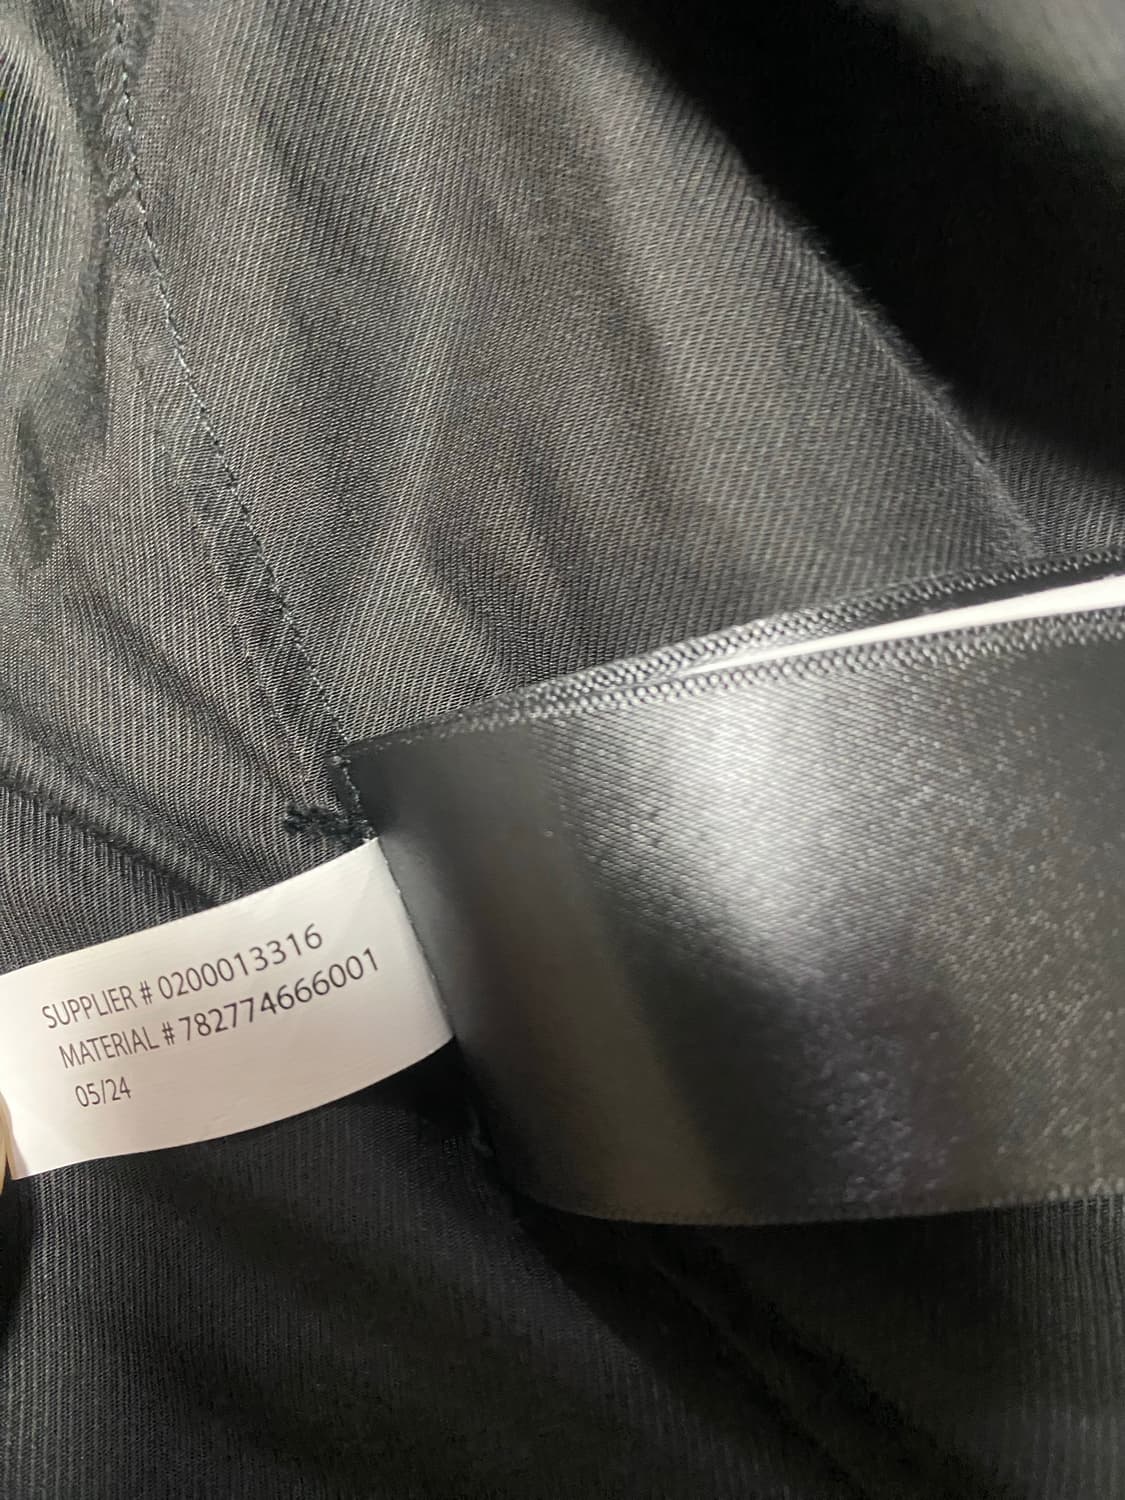 SUPPLIER # 0200013316
MATERIAL # 782774666001
05/24